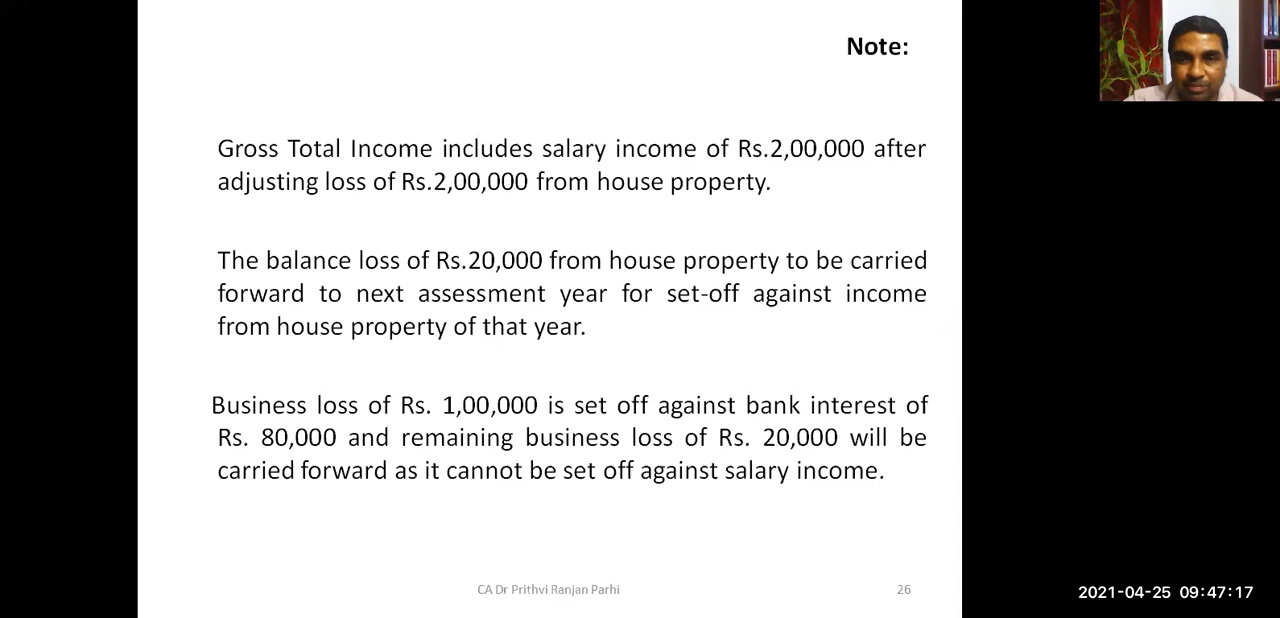 Note:
Gross Total Income includes salary income of Rs.2,00,000 after
adjusting loss of Rs.2,00,000 from house property.
The balance loss of Rs.20,000 from house property to be carried
forward to next assessment year for set-off against income
from house property of that year.
Business loss of Rs. 1,00,000 is set off against bank interest of
Rs. 80,000 and remaining business loss of Rs. 20,000 will be
carried forward as it cannot be set off against salary income.
CA Dr Prithvi Ranjan Parhi
26
2021-04-25 09:47:17